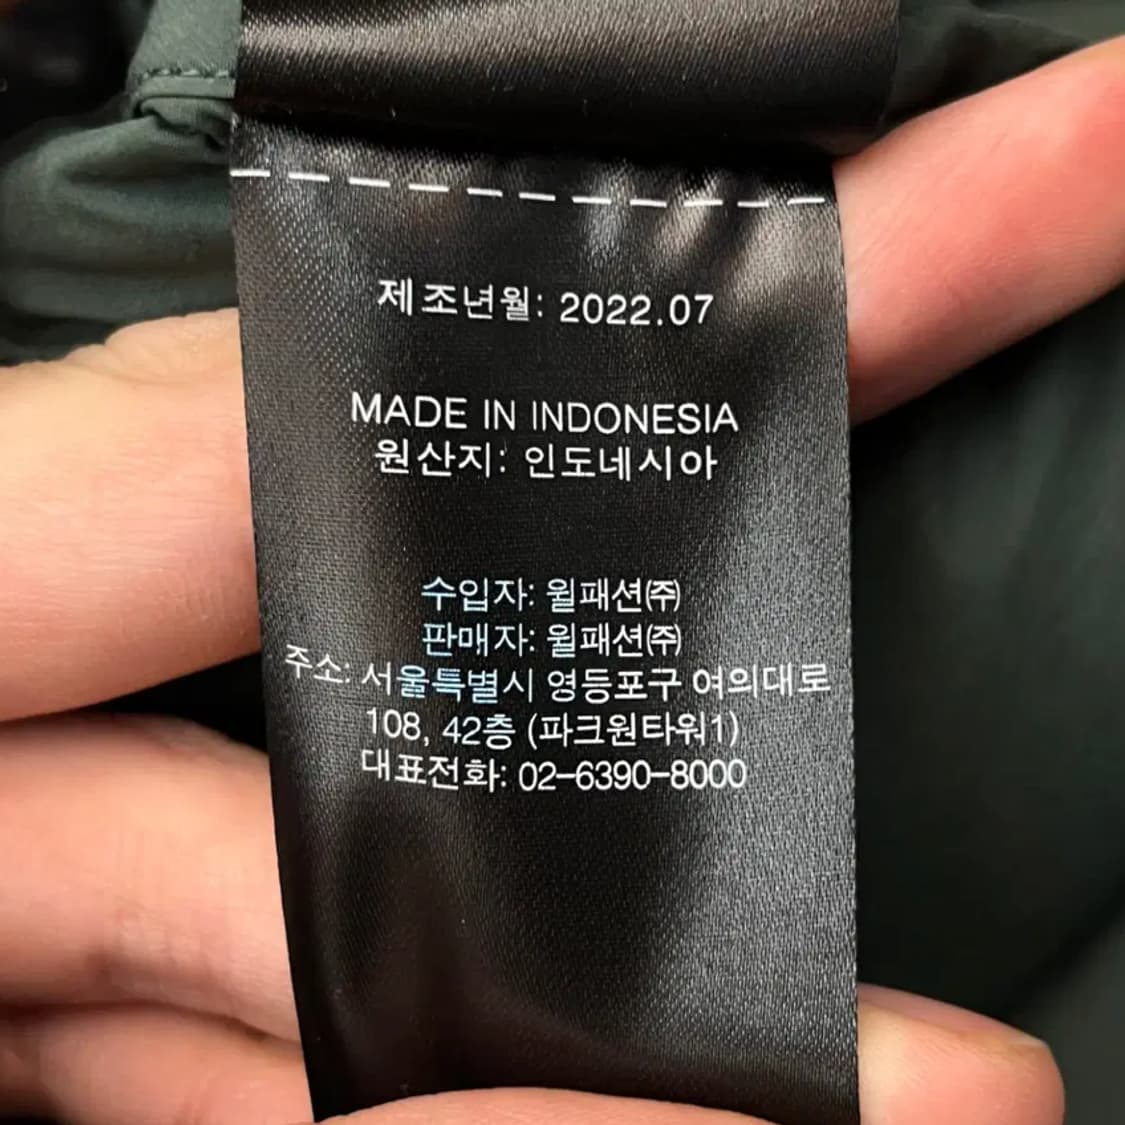 제조년월: 2022.07
MADE IN INDONESIA
원산지: 인도네시아
수입자: 윌패션㈜
판매자: 윌패션㈜
주소: 서울특별시 영등포구 여의대로
108, 42층 (파크원타워1)
대표전화: 02-6390-8000